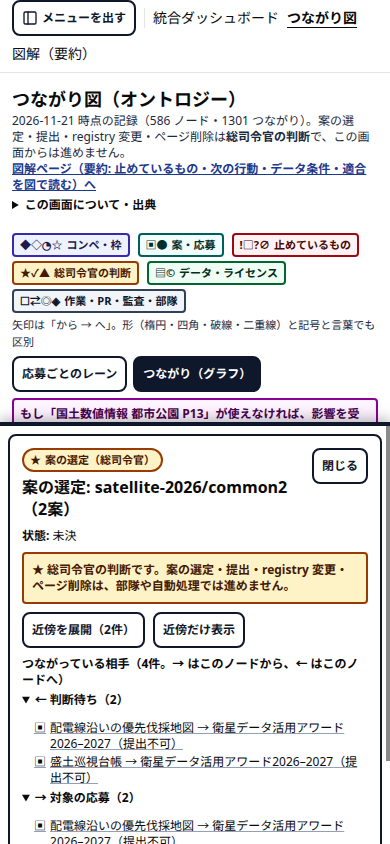 メニューを出す
統合ダッシュボード つながり図
図解（要約）
つながり図（オントロジー）
2026-11-21 時点の記録（586 ノード・1301 つながり）。案の選
定・提出・registry 変更・ページ削除は総司令官の判断で、この画
面からは進めません。
図解ページ（要約: 止めているもの・次の行動・データ条件・適合
を図で読む）へ
▶ この画面について・出典
◆◇◔☆ コンペ・枠
▣● 案・応募
!□?⊘ 止めているもの
★✓▲ 総司令官の判断
▤© データ・ライセンス
☐⇄◎◆ 作業・PR・監査・部隊
矢印は「から → へ」。形（楕円・四角・破線・二重線）と記号と言葉でも
区別
応募ごとのレーン
つながり（グラフ）
もし「国土数値情報 都市公園 P13」が使えなければ、影響を受
★ 案の選定（総司令官）
閉じる
案の選定: satellite-2026/common2
（2案）
状態: 未決
★ 総司令官の判断です。案の選定・提出・registry 変更・
ページ削除は、部隊や自動処理では進めません。
近傍を展開（2件）
近傍だけ表示
つながっている相手（4件。→ はこのノードから、← はこのノ
ードへ）
▼ ← 判断待ち（2）
▣ 配電線沿いの優先伐採地図 → 衛星データ活用アワード
2026–2027（提出不可）
▣ 盛土巡視台帳 → 衛星データ活用アワード2026–2027（提
出不可）
▼ → 対象の応募（2）
▣ 配電線沿いの優先伐採地図 → 衛星データ活用アワード
2026–2027（提出不可）